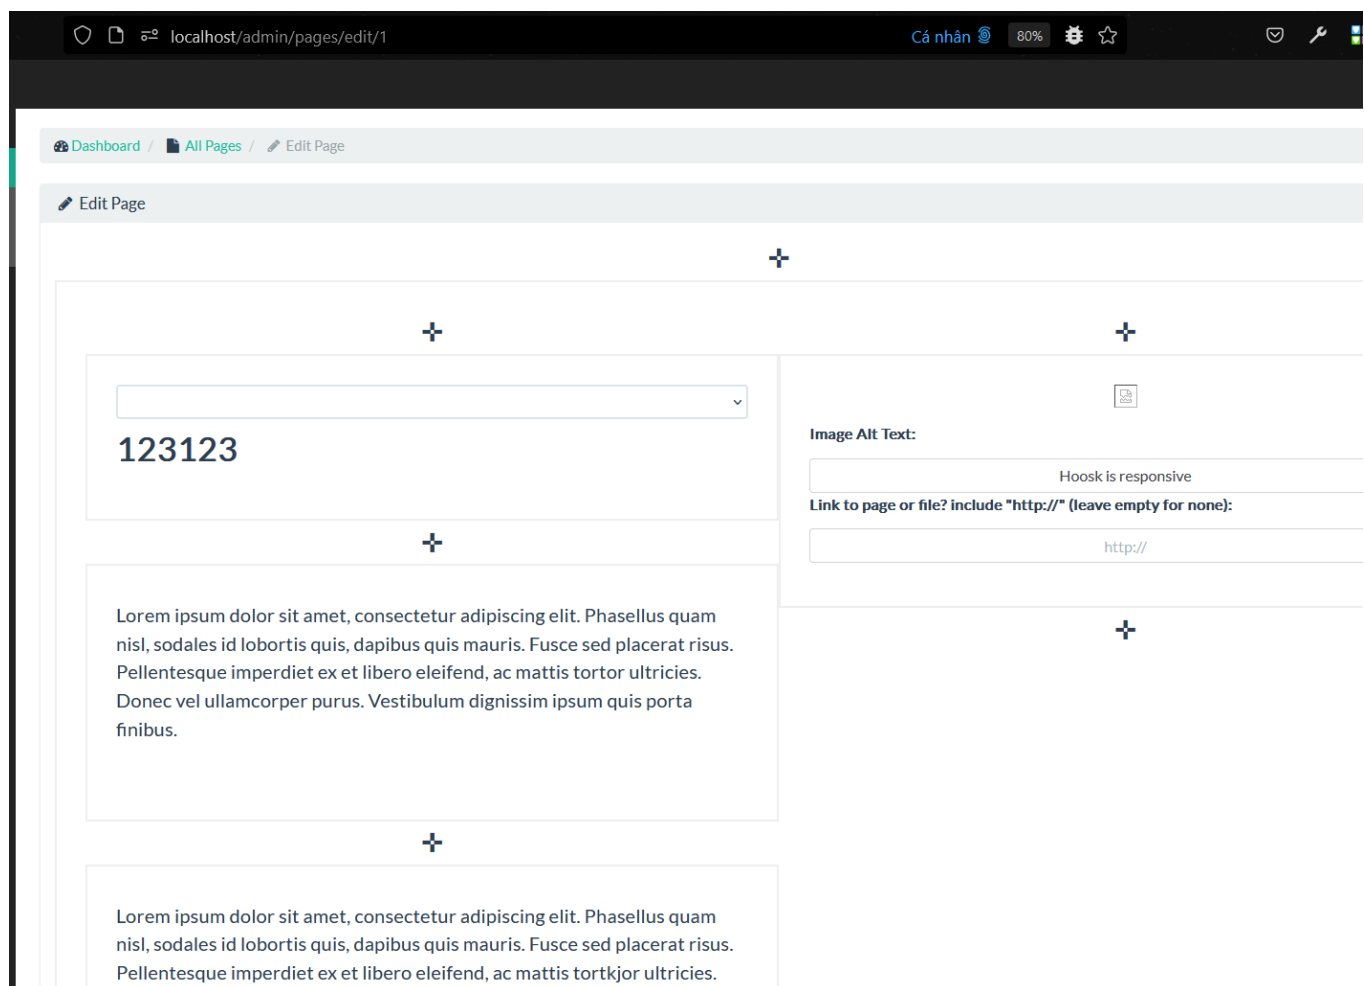 localhost/admin/pages/edit/1
Cá nhân
80%
Dashboard / All Pages / Edit Page
Edit Page
123123
Image Alt Text:
Hoosk is responsive
Link to page or file? include "http://" (leave empty for none):
http://
Lorem ipsum dolor sit amet, consectetur adipiscing elit. Phasellus quam
nisl, sodales id lobortis quis, dapibus quis mauris. Fusce sed placerat risus.
Pellentesque imperdiet ex et libero eleifend, ac mattis tortor ultricies.
Donec vel ullamcorper purus. Vestibulum dignissim ipsum quis porta
finibus.
Lorem ipsum dolor sit amet, consectetur adipiscing elit. Phasellus quam
nisl, sodales id lobortis quis, dapibus quis mauris. Fusce sed placerat risus.
Pellentesque imperdiet ex et libero eleifend, ac mattis tortkjor ultricies.